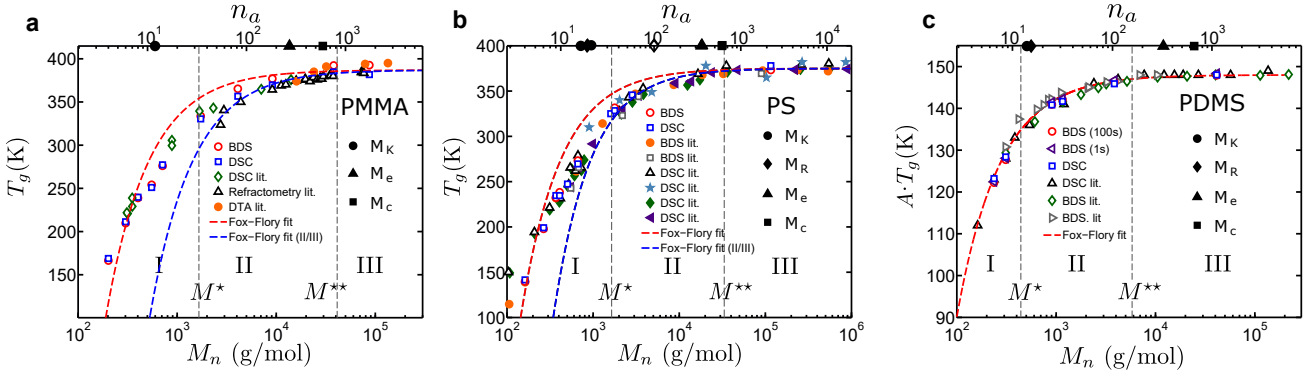 a
n_a
10^1 10^2 10^3
400
350
300
250
200
150
T_g(K)
PMMA
BDS
DSC
DSC lit.
Refractometry lit.
DTA lit.
Fox-Flory fit
Fox-Flory fit (II/III)
M_K
M_e
M_c
I II III
M^⋆ M^⋆⋆
10^2 10^3 10^4 10^5
M_n (g/mol)
b
n_a
10^1 10^2 10^3 10^4
400
350
300
250
200
150
100
T_g(K)
PS
BDS
DSC
BDS lit.
BDS lit.
DSC lit.
DSC lit.
DSC lit.
DSC lit.
Fox-Flory fit
Fox-Flory fit (II/III)
M_K
M_R
M_e
M_c
I II III
M^⋆ M^⋆⋆
10^2 10^3 10^4 10^5 10^6
M_n (g/mol)
c
n_a
10^1 10^2 10^3
150
140
130
120
110
100
90
A·T_g(K)
PDMS
BDS (100s)
BDS (1s)
DSC
DSC lit.
BDS lit.
BDS. lit
Fox-Flory fit
M_K
M_R
M_e
M_c
I II III
M^⋆ M^⋆⋆
10^2 10^3 10^4 10^5
M_n (g/mol)